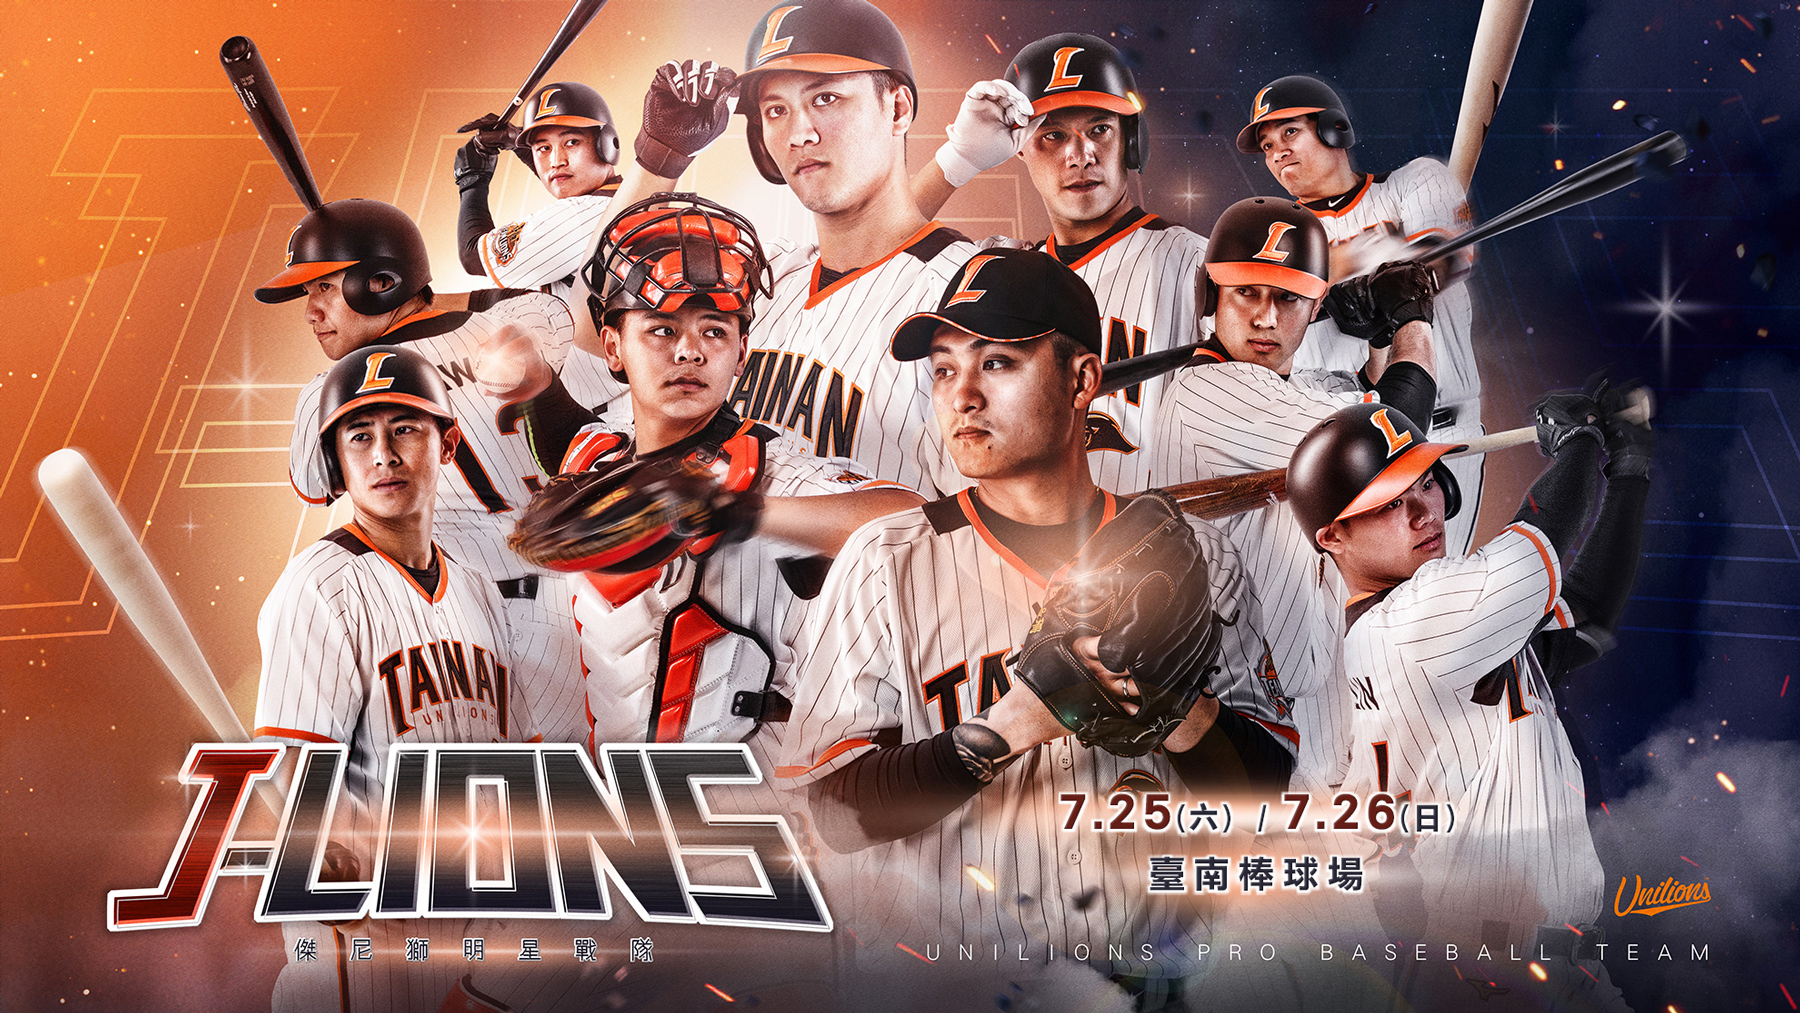 TAINAN
TAINAN
UNILIONS
J-LIONS
傑尼獅明星戰隊
7.25(六) / 7.26(日)
臺南棒球場
Unilions
UNILIONS PRO BASEBALL TEAM